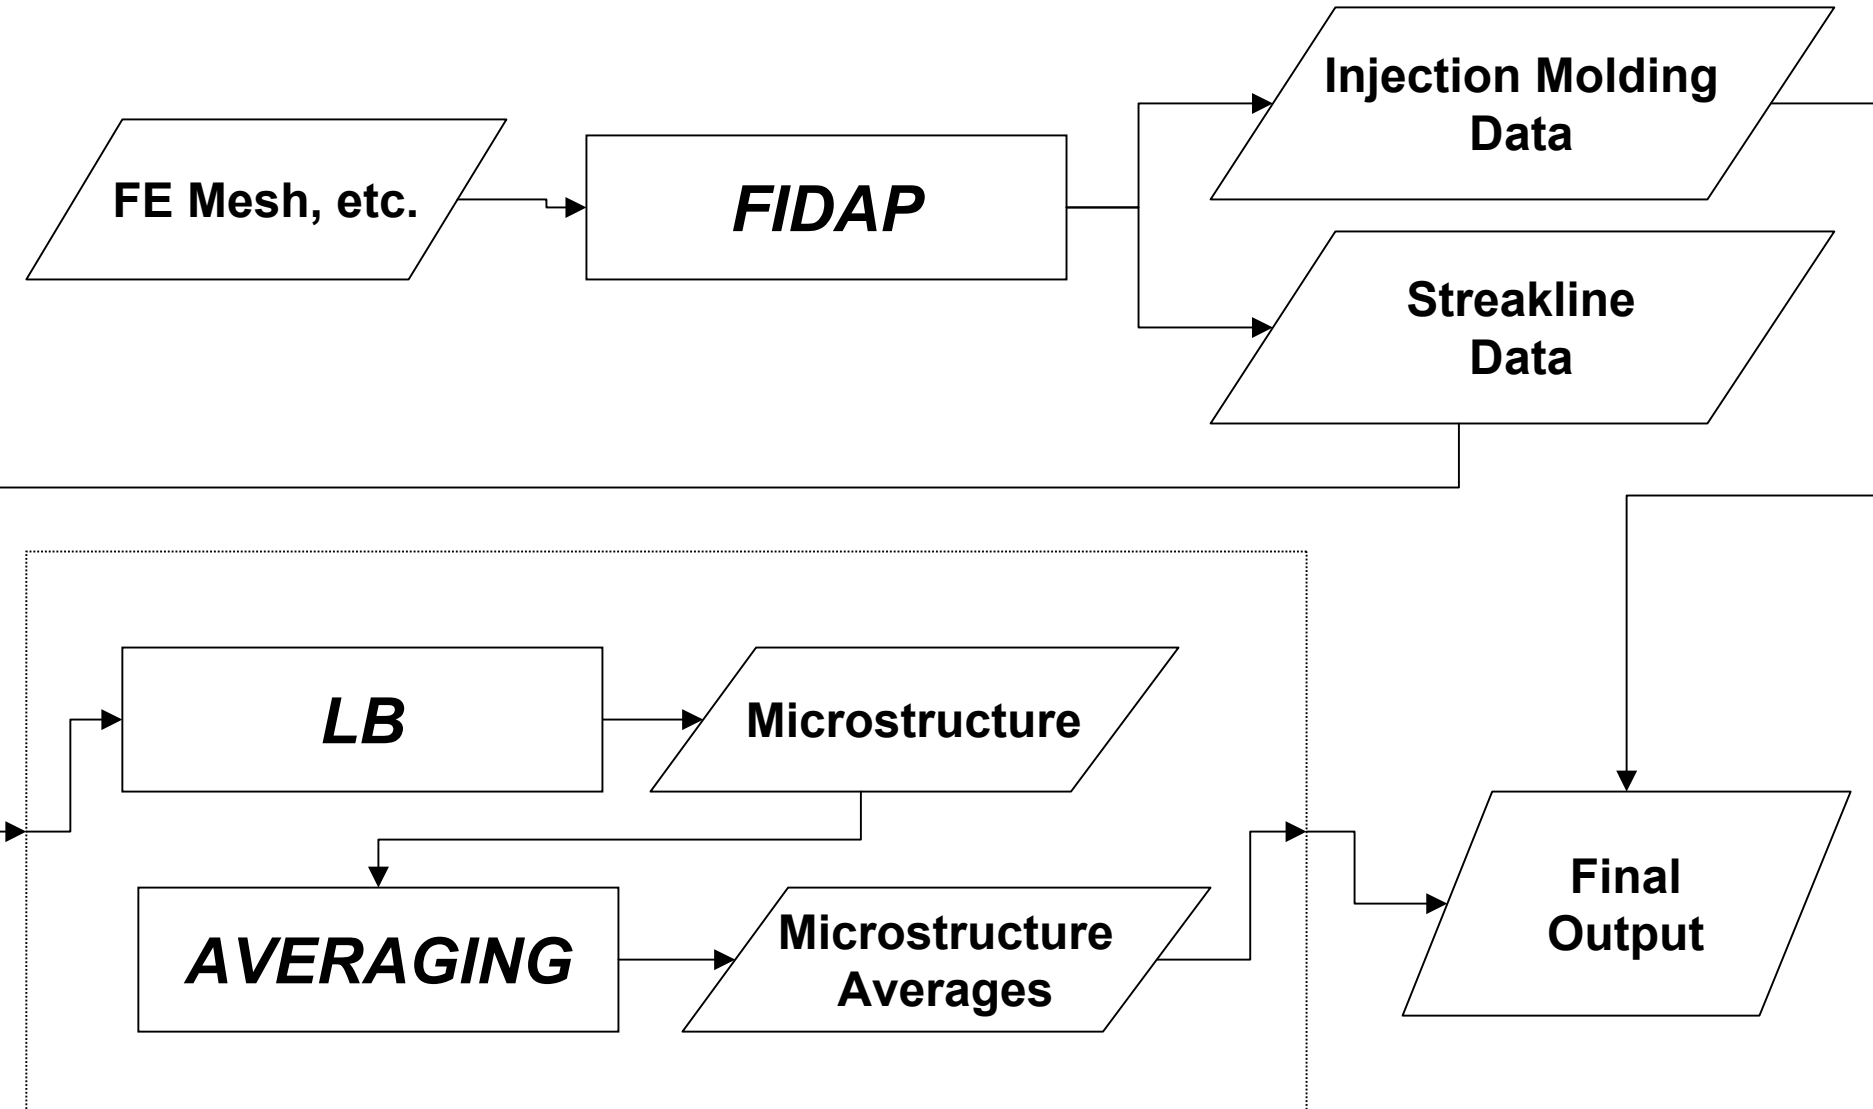 FE Mesh, etc.
FIDAP
Injection Molding
Data
Streakline
Data
LB
Microstructure
AVERAGING
Microstructure
Averages
Final
Output